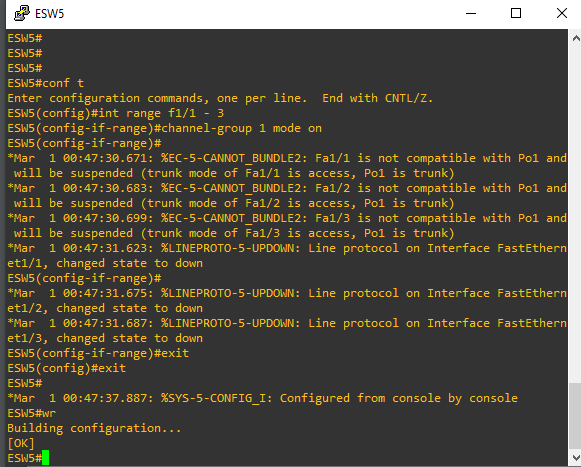 ESW5
ESW5#
ESW5#
ESW5#
ESW5#conf t
Enter configuration commands, one per line.  End with CNTL/Z.
ESW5(config)#int range f1/1 - 3
ESW5(config-if-range)#channel-group 1 mode on
ESW5(config-if-range)#
*Mar  1 00:47:30.671: %EC-5-CANNOT_BUNDLE2: Fa1/1 is not compatible with Po1 and
 will be suspended (trunk mode of Fa1/1 is access, Po1 is trunk)
*Mar  1 00:47:30.683: %EC-5-CANNOT_BUNDLE2: Fa1/2 is not compatible with Po1 and
 will be suspended (trunk mode of Fa1/2 is access, Po1 is trunk)
*Mar  1 00:47:30.699: %EC-5-CANNOT_BUNDLE2: Fa1/3 is not compatible with Po1 and
 will be suspended (trunk mode of Fa1/3 is access, Po1 is trunk)
*Mar  1 00:47:31.623: %LINEPROTO-5-UPDOWN: Line protocol on Interface FastEthern
et1/1, changed state to down
ESW5(config-if-range)#
*Mar  1 00:47:31.675: %LINEPROTO-5-UPDOWN: Line protocol on Interface FastEthern
et1/2, changed state to down
*Mar  1 00:47:31.687: %LINEPROTO-5-UPDOWN: Line protocol on Interface FastEthern
et1/3, changed state to down
ESW5(config-if-range)#exit
ESW5(config)#exit
ESW5#
*Mar  1 00:47:37.887: %SYS-5-CONFIG_I: Configured from console by console
ESW5#wr
Building configuration...
[OK]
ESW5#